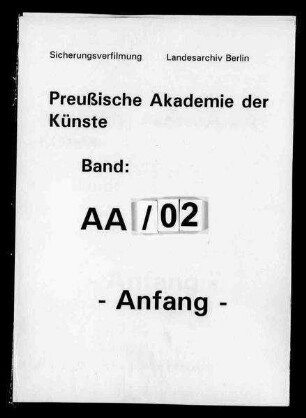 Sicherungsverfilmung Landesarchiv Berlin
Preußische Akademie der
Künste
Band:
AA /02
- Anfang -